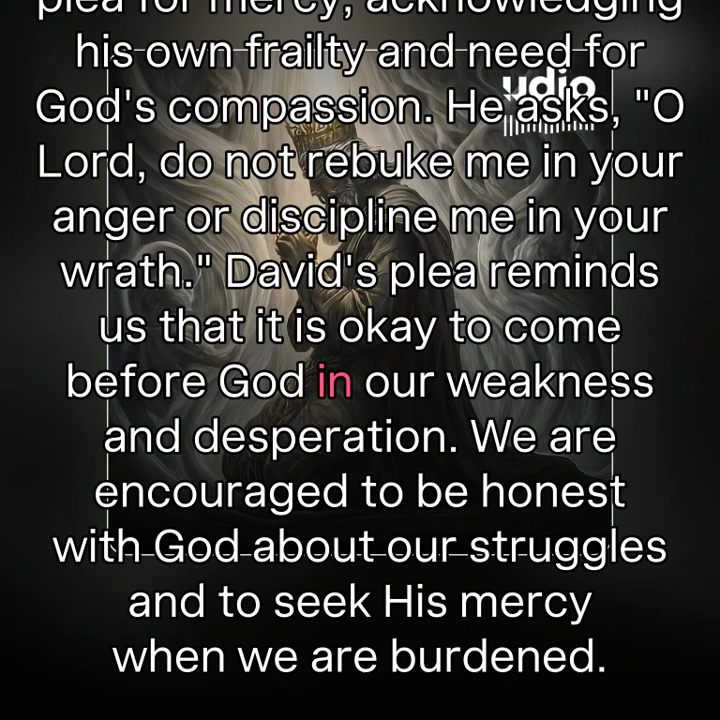 plea for mercy, acknowledging
his own frailty and need for
God's compassion. He asks, "O
Lord, do not rebuke me in your
anger or discipline me in your
wrath." David's plea reminds
us that it is okay to come
before God in our weakness
and desperation. We are
encouraged to be honest
with God about our struggles
and to seek His mercy
when we are burdened.
udio